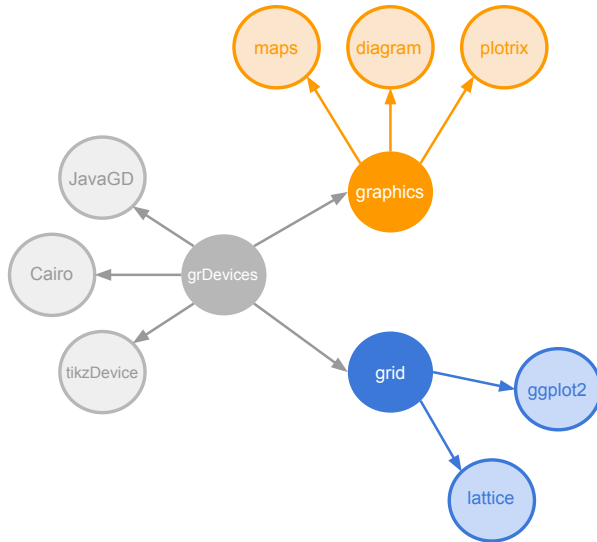 maps
diagram
plotrix
JavaGD
graphics
Cairo
grDevices
tikzDevice
grid
ggplot2
lattice